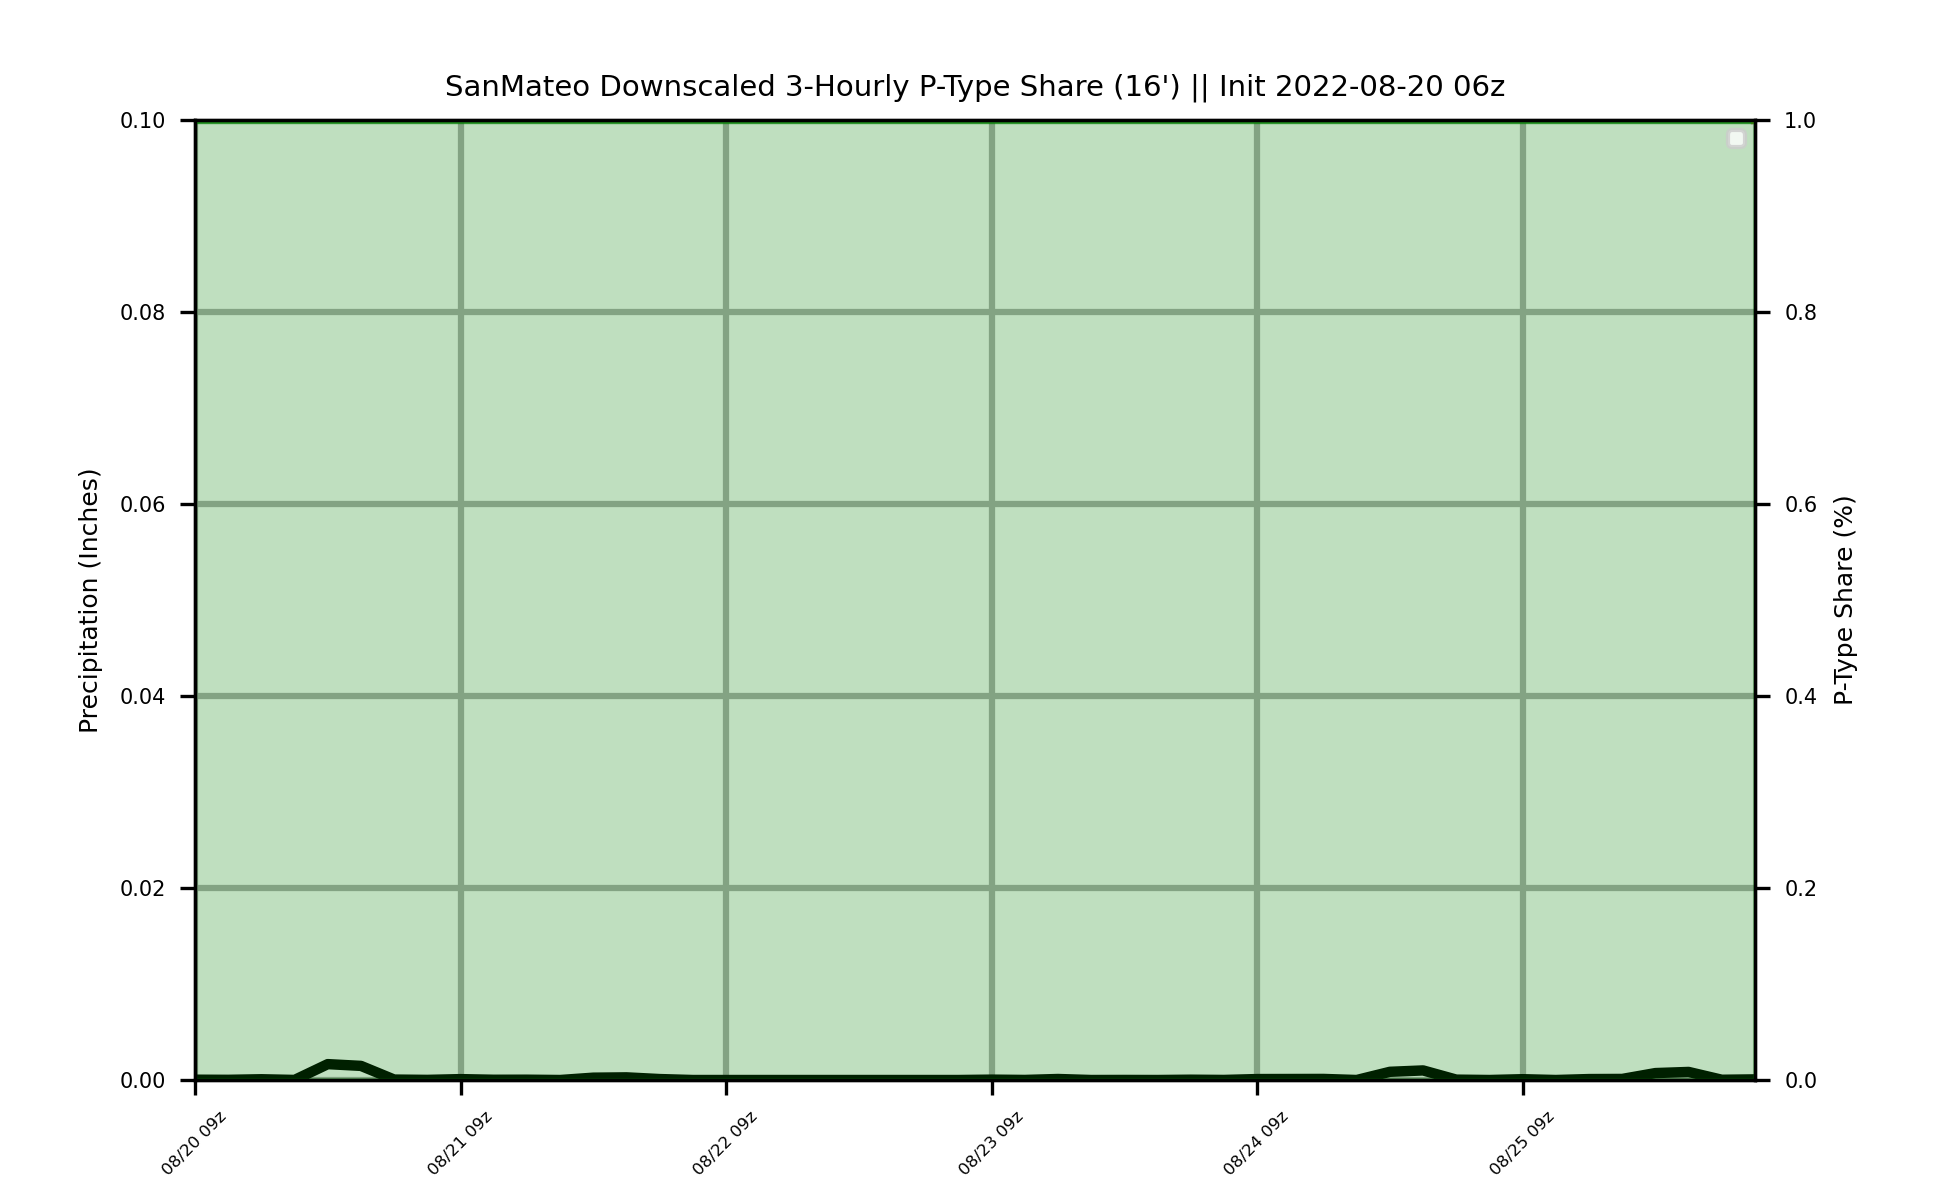 SanMateo Downscaled 3-Hourly P-Type Share (16') || Init 2022-08-20 06z
Precipitation (Inches)
0.10
0.08
0.06
0.04
0.02
0.00
1.0
0.8
0.6
0.4
0.2
0.0
P-Type Share (%)
08/20 09z
08/21 09z
08/22 09z
08/23 09z
08/24 09z
08/25 09z